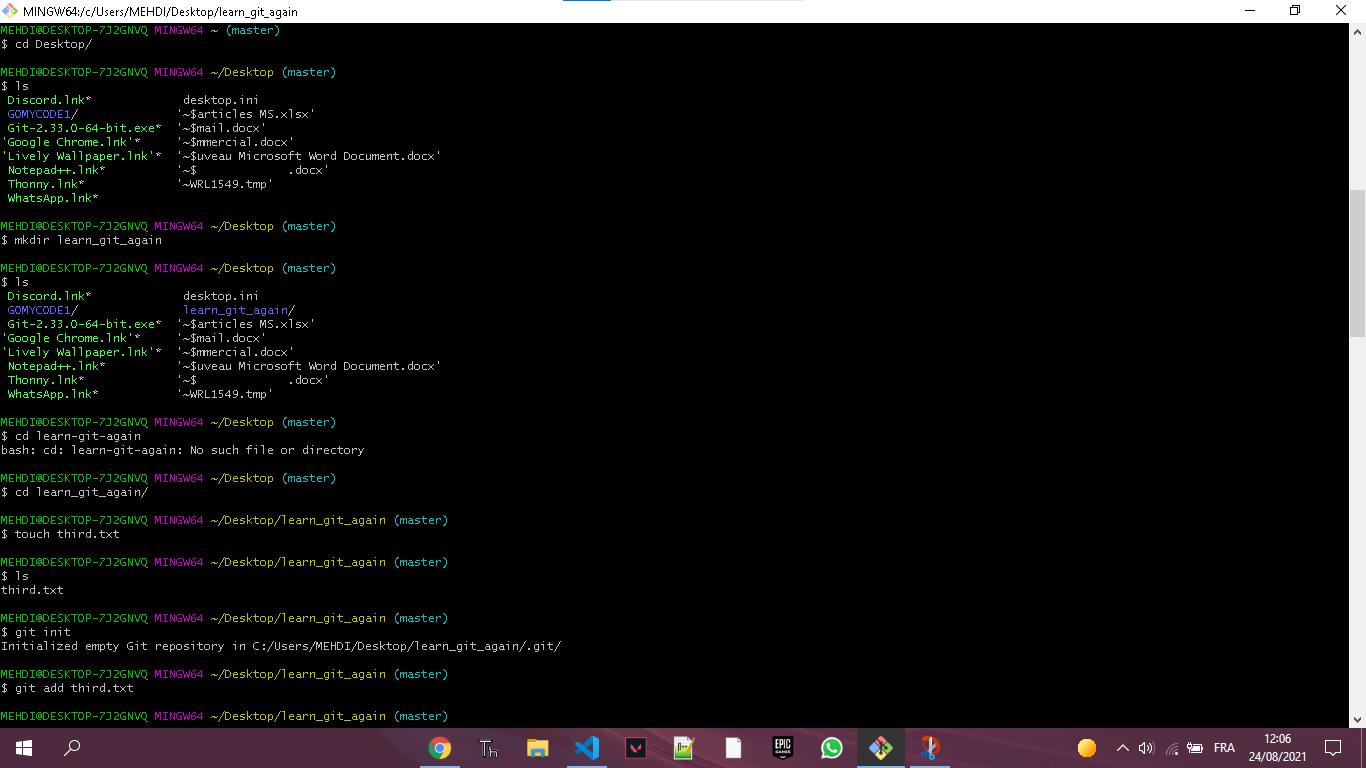 MINGW64:/c/Users/MEHDI/Desktop/learn_git_again
MEHDI@DESKTOP-7J2GNVQ MINGW64 ~ (master)
$ cd Desktop/
MEHDI@DESKTOP-7J2GNVQ MINGW64 ~/Desktop (master)
$ ls
Discord.lnk* desktop.ini
GOMYCODE1/ '~$articles MS.xlsx'
Git-2.33.0-64-bit.exe* '~$mail.docx'
'Google Chrome.lnk'* '~$mmercial.docx'
'Lively Wallpaper.lnk'* '~$uveau Microsoft Word Document.docx'
Notepad++.lnk* '~$ .docx'
Thonny.lnk* '~WRL1549.tmp'
WhatsApp.lnk*
MEHDI@DESKTOP-7J2GNVQ MINGW64 ~/Desktop (master)
$ mkdir learn_git_again
MEHDI@DESKTOP-7J2GNVQ MINGW64 ~/Desktop (master)
$ ls
Discord.lnk* desktop.ini
GOMYCODE1/ learn_git_again/
Git-2.33.0-64-bit.exe* '~$articles MS.xlsx'
'Google Chrome.lnk'* '~$mail.docx'
'Lively Wallpaper.lnk'* '~$mmercial.docx'
Notepad++.lnk* '~$uveau Microsoft Word Document.docx'
Thonny.lnk* '~$ .docx'
WhatsApp.lnk* '~WRL1549.tmp'
MEHDI@DESKTOP-7J2GNVQ MINGW64 ~/Desktop (master)
$ cd learn-git-again
bash: cd: learn-git-again: No such file or directory
MEHDI@DESKTOP-7J2GNVQ MINGW64 ~/Desktop (master)
$ cd learn_git_again/
MEHDI@DESKTOP-7J2GNVQ MINGW64 ~/Desktop/learn_git_again (master)
$ touch third.txt
MEHDI@DESKTOP-7J2GNVQ MINGW64 ~/Desktop/learn_git_again (master)
$ ls
third.txt
MEHDI@DESKTOP-7J2GNVQ MINGW64 ~/Desktop/learn_git_again (master)
$ git init
Initialized empty Git repository in C:/Users/MEHDI/Desktop/learn_git_again/.git/
MEHDI@DESKTOP-7J2GNVQ MINGW64 ~/Desktop/learn_git_again (master)
$ git add third.txt
MEHDI@DESKTOP-7J2GNVQ MINGW64 ~/Desktop/learn_git_again (master)
Th
EPIC
GAMES
FRA
12:06
24/08/2021